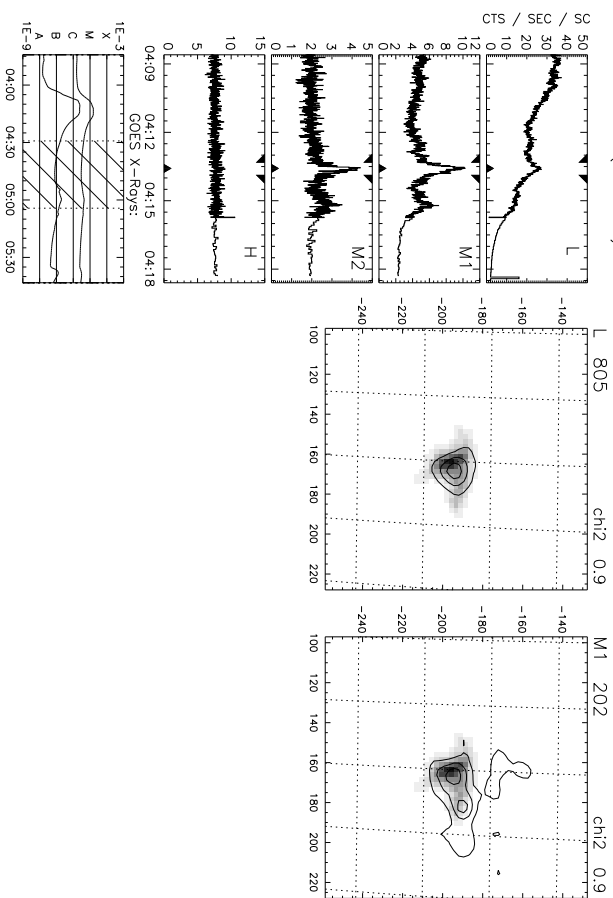 CTS / SEC / SC
L
50
40
30
20
10
0
M1
12
10
8
6
4
2
0
M2
5
4
3
2
1
0
H
15
10
5
0
04:09 04:12 04:15 04:18
GOES X-Rays:
1E-3
X
M
C
B
A
1E-9
04:00 04:30 05:00 05:30
L 805 chi2 0.9
-140
-160
-180
-200
-220
-240
100 120 140 160 180 200 220
M1 202 chi2 0.9
-140
-160
-180
-200
-220
-240
100 120 140 160 180 200 220